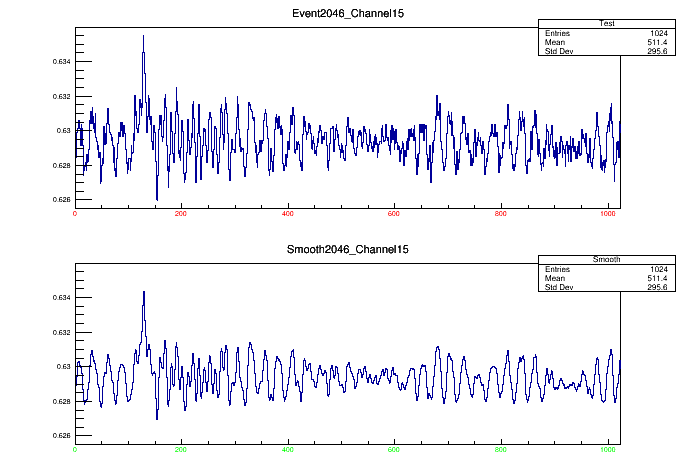 Event2046_Channel15
Test
Entries 1024
Mean 511.4
Std Dev 295.6
0.634
0.632
0.63
0.628
0.626
0 200 400 600 800 1000
Smooth2046_Channel15
Smooth
Entries 1024
Mean 511.4
Std Dev 295.6
0.634
0.632
0.63
0.628
0.626
0 200 400 600 800 1000